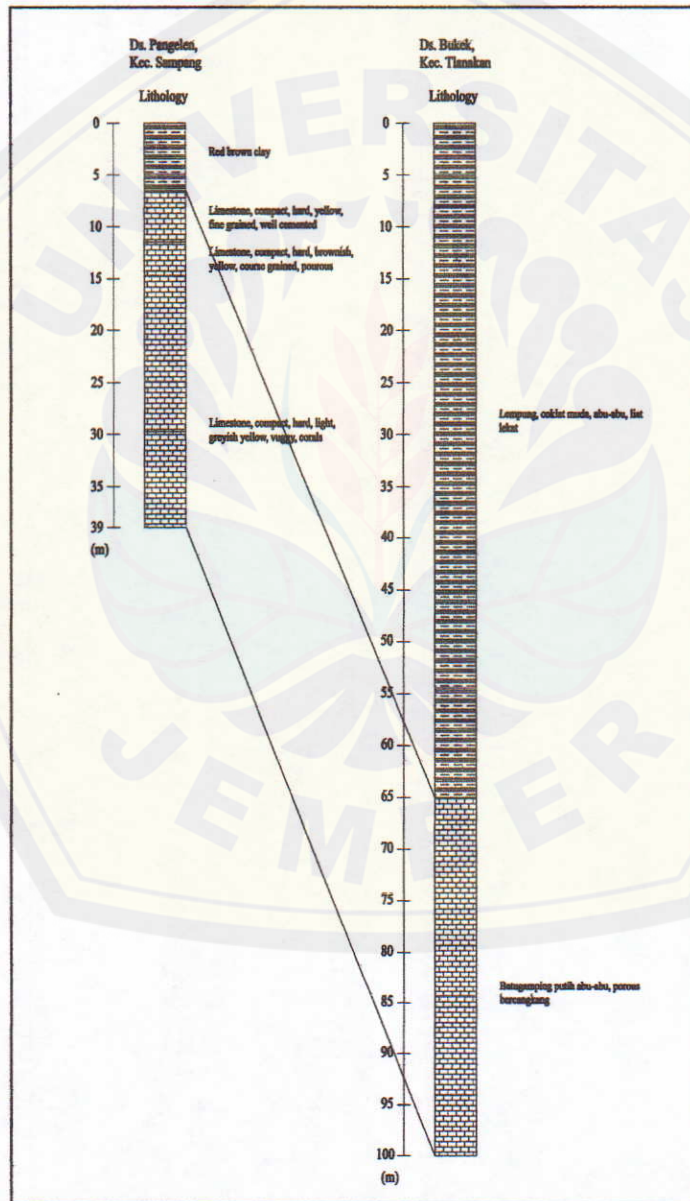 Ds. Pangelen,
Kec. Sampang
Lithology
0
5
10
15
20
25
30
35
39
(m)
Red brown clay
Limestone, compact, hard, yellow,
fine grained, well cemented
Limestone, compact, hard, brownish,
yellow, course grained, pourous
Limestone, compact, hard, light,
greyish yellow, vuggy, corals
Ds. Bukek,
Kec. Tlanakan
Lithology
0
5
10
15
20
25
30
35
40
45
50
55
60
65
70
75
80
85
90
95
100
(m)
Lempung, coklat muda, abu-abu, liat
lekat
Batugamping putih abu-abu, porous
bercangkang
UNIVERSITAS
JEMBER